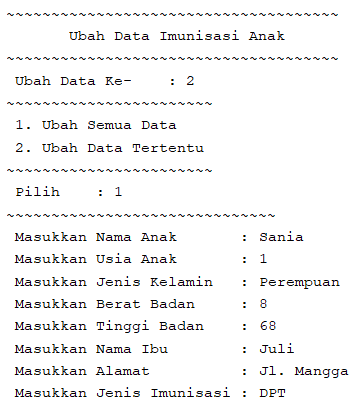 ~~~~~~~~~~~~~~~~~~~~~~~~~~~~~~~~~~~~~
Ubah Data Imunisasi Anak
~~~~~~~~~~~~~~~~~~~~~~~~~~~~~~~~~~~~~
Ubah Data Ke-    : 2
~~~~~~~~~~~~~~~~~~~~~~~
1. Ubah Semua Data
2. Ubah Data Tertentu
~~~~~~~~~~~~~~~~~~~~~~~
Pilih    : 1
~~~~~~~~~~~~~~~~~~~~~~~~~~~~~~
Masukkan Nama Anak       : Sania
Masukkan Usia Anak       : 1
Masukkan Jenis Kelamin   : Perempuan
Masukkan Berat Badan     : 8
Masukkan Tinggi Badan    : 68
Masukkan Nama Ibu        : Juli
Masukkan Alamat          : Jl. Mangga
Masukkan Jenis Imunisasi : DPT